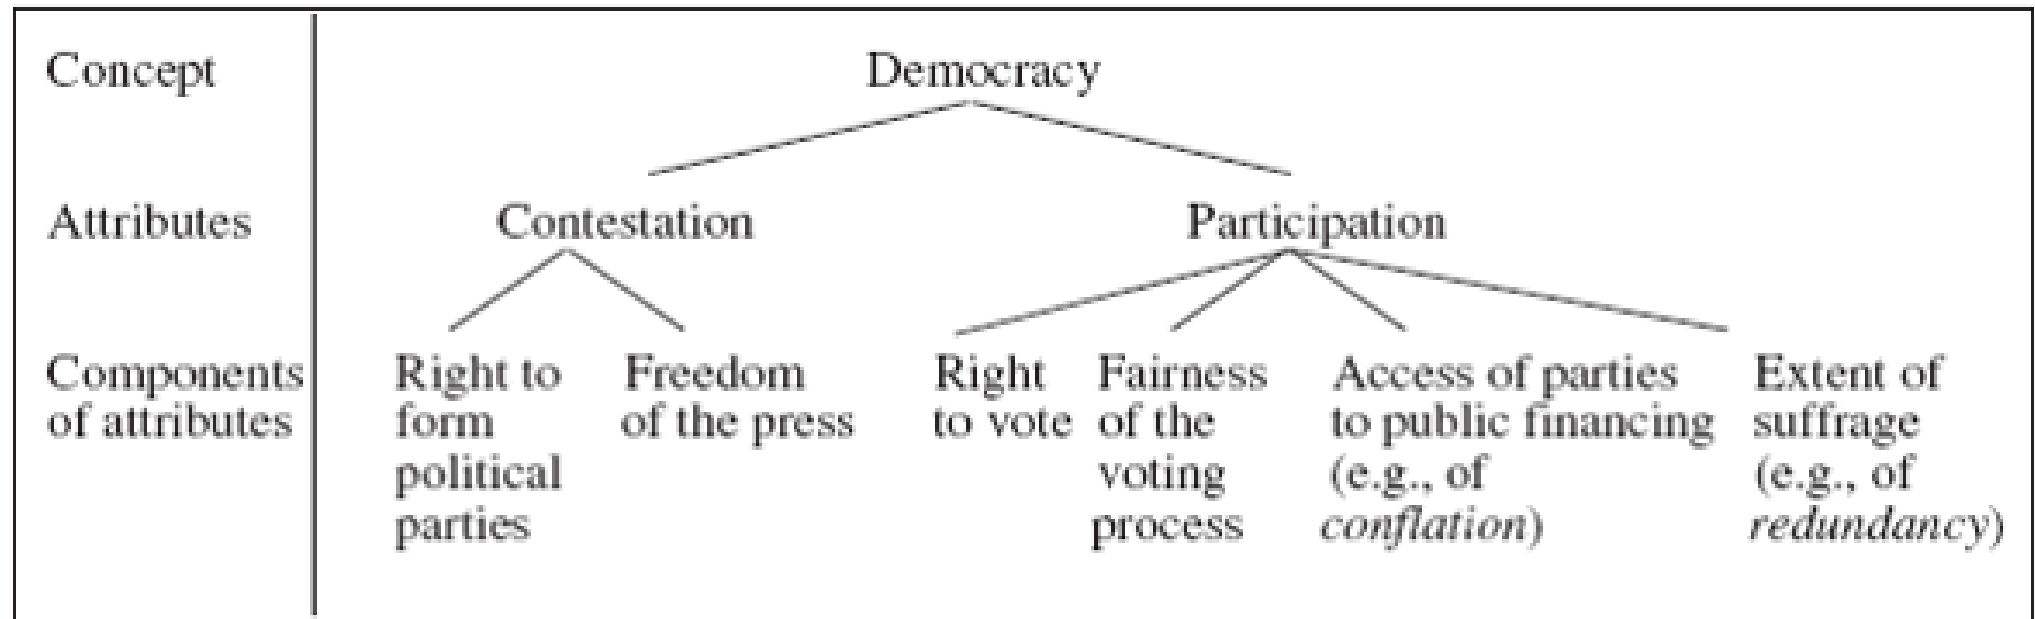 Concept
Democracy
Attributes
Contestation
Participation
Components
of attributes
Right to
form
political
parties
Freedom
of the press
Right
to vote
Fairness
of the
voting
process
Access of parties
to public financing
(e.g., of
conflation)
Extent of
suffrage
(e.g., of
redundancy)